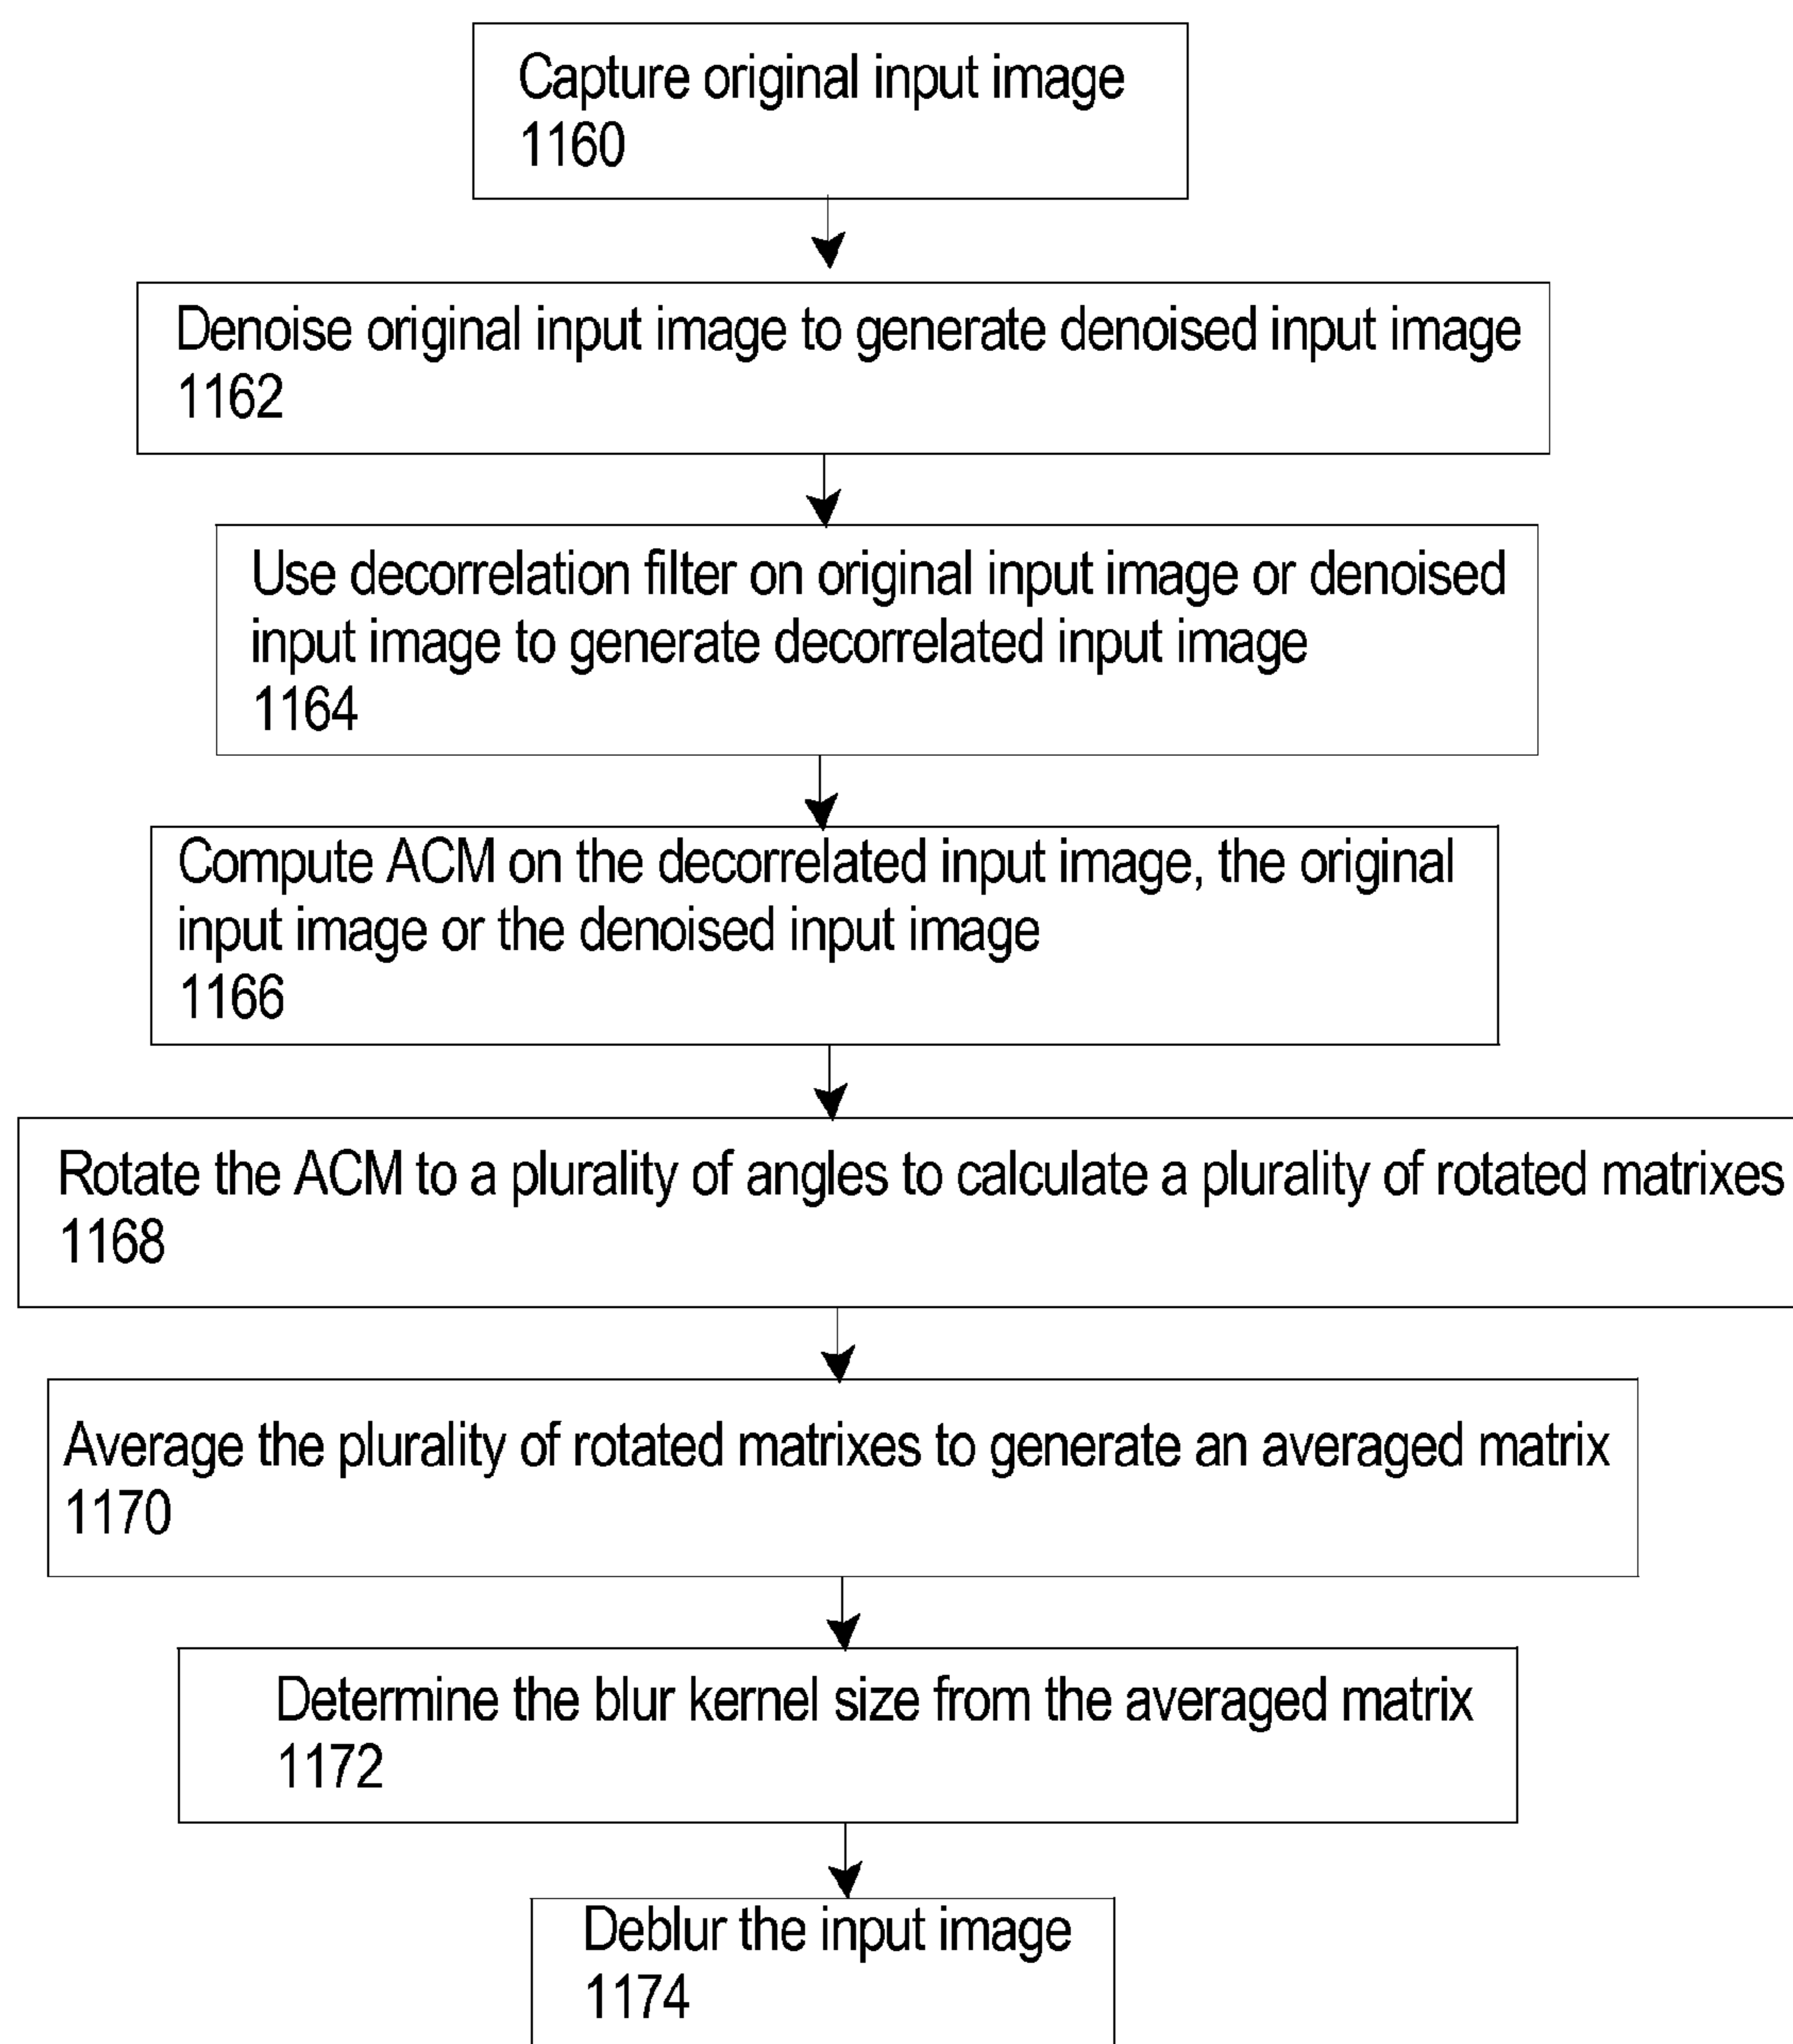 Capture original input image
1160
Denoise original input image to generate denoised input image
1162
Use decorrelation filter on original input image or denoised
input image to generate decorrelated input image
1164
Compute ACM on the decorrelated input image, the original
input image or the denoised input image
1166
Rotate the ACM to a plurality of angles to calculate a plurality of rotated matrixes
1168
Average the plurality of rotated matrixes to generate an averaged matrix
1170
Determine the blur kernel size from the averaged matrix
1172
Deblur the input image
1174